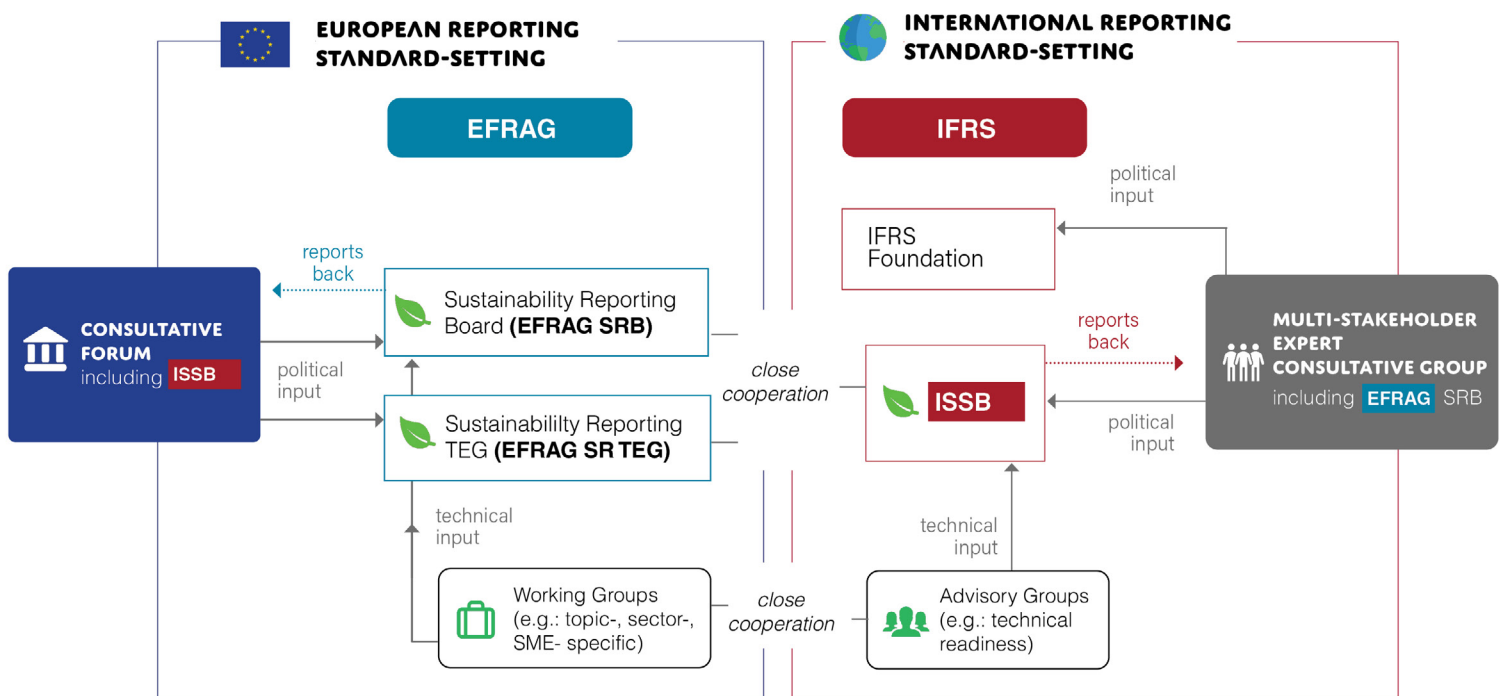 EUROPEAN REPORTING
STANDARD-SETTING
INTERNATIONAL REPORTING
STANDARD-SETTING
EFRAG
IFRS
CONSULTATIVE
FORUM
including ISSB
reports
back
political
input
Sustainability Reporting
Board (EFRAG SRB)
Sustainabililty Reporting
TEG (EFRAG SR TEG)
technical
input
Working Groups
(e.g.: topic-, sector-,
SME- specific)
close
cooperation
close
cooperation
IFRS
Foundation
political
input
ISSB
reports
back
political
input
technical
input
Advisory Groups
(e.g.: technical
readiness)
MULTI-STAKEHOLDER
EXPERT
CONSULTATIVE GROUP
including EFRAG SRB